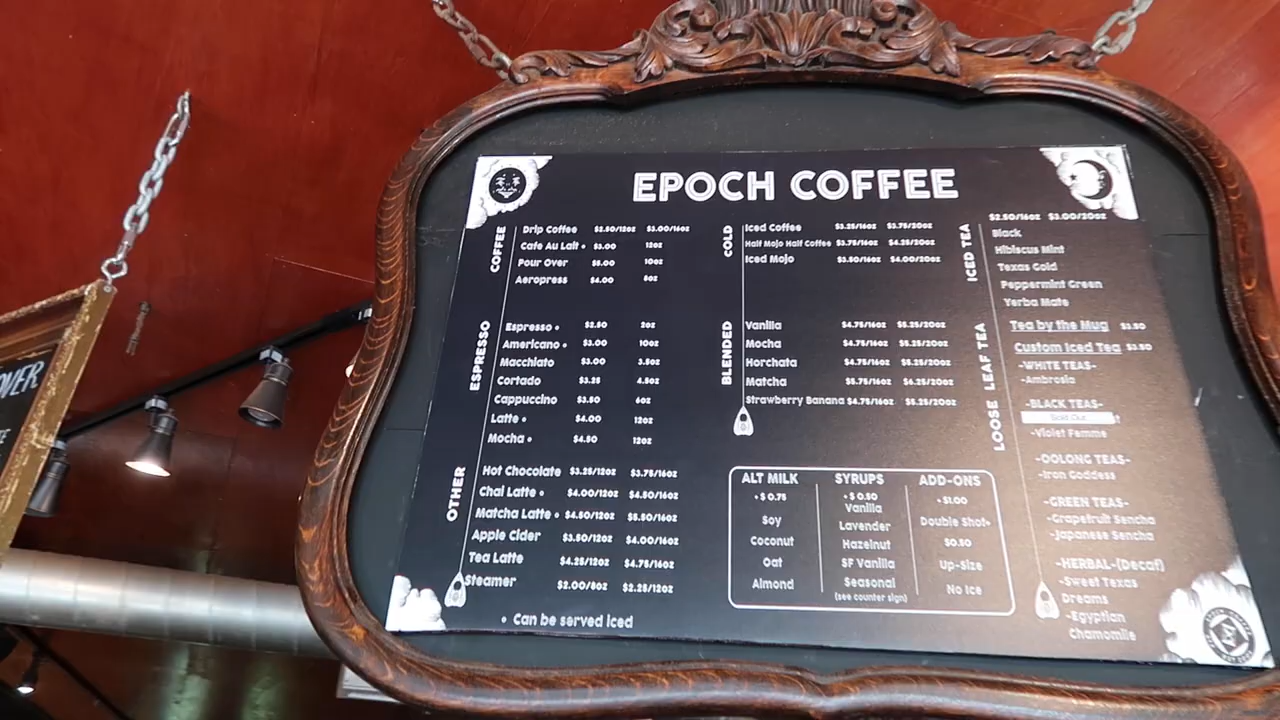 EPOCH COFFEE
COFFEE
Drip Coffee $2.50/12oz $3.00/16oz
Cafe Au Lait • $3.00 12oz
Pour Over $5.00 10oz
Aeropress $4.00 8oz
ESPRESSO
Espresso • $2.50 2oz
Americano • $3.00 10oz
Macchiato $3.00 3.5oz
Cortado $3.25 4.5oz
Cappuccino $3.50 6oz
Latte • $4.00 12oz
Mocha • $4.50 12oz
OTHER
Hot Chocolate $3.25/12oz $3.75/16oz
Chai Latte • $4.00/12oz $4.50/16oz
Matcha Latte • $4.50/12oz $5.50/16oz
Apple Cider $3.50/12oz $4.00/16oz
Tea Latte $4.25/12oz $4.75/16oz
Steamer $2.00/8oz $2.25/12oz
• Can be served iced
COLD
Iced Coffee $3.25/16oz $3.75/20oz
Half Mojo Half Coffee $3.75/16oz $4.25/20oz
Iced Mojo $3.50/16oz $4.00/20oz
BLENDED
Vanilla $4.75/16oz $5.25/20oz
Mocha $4.75/16oz $5.25/20oz
Horchata $4.75/16oz $5.25/20oz
Matcha $5.75/16oz $6.25/20oz
Strawberry Banana $4.75/16oz $5.25/20oz
ALT MILK
• $0.75
Soy
Coconut
Oat
Almond
SYRUPS
• $0.50
Vanilla
Lavender
Hazelnut
SF Vanilla
Seasonal
(see counter sign)
ADD-ONS
• $1.00
Double Shot•
$0.50
Up-size
No Ice
ICED TEA
$2.50/16oz $3.00/20oz
Black
Hibiscus Mint
Texas Gold
Peppermint Green
Yerba Mate
LOOSE LEAF TEA
Tea by the Mug $2.50
Custom Iced Tea $3.50
-WHITE TEAS-
-Ambrosia
-BLACK TEAS-
Sold Out
-Violet Femme
-OOLONG TEAS-
-Iron Goddess
-GREEN TEAS-
-Grapefruit Sencha
-Japanese Sencha
-HERBAL-(Decaf)
-Sweet Texas
Dreams
-Egyptian
Chamomile
OVER